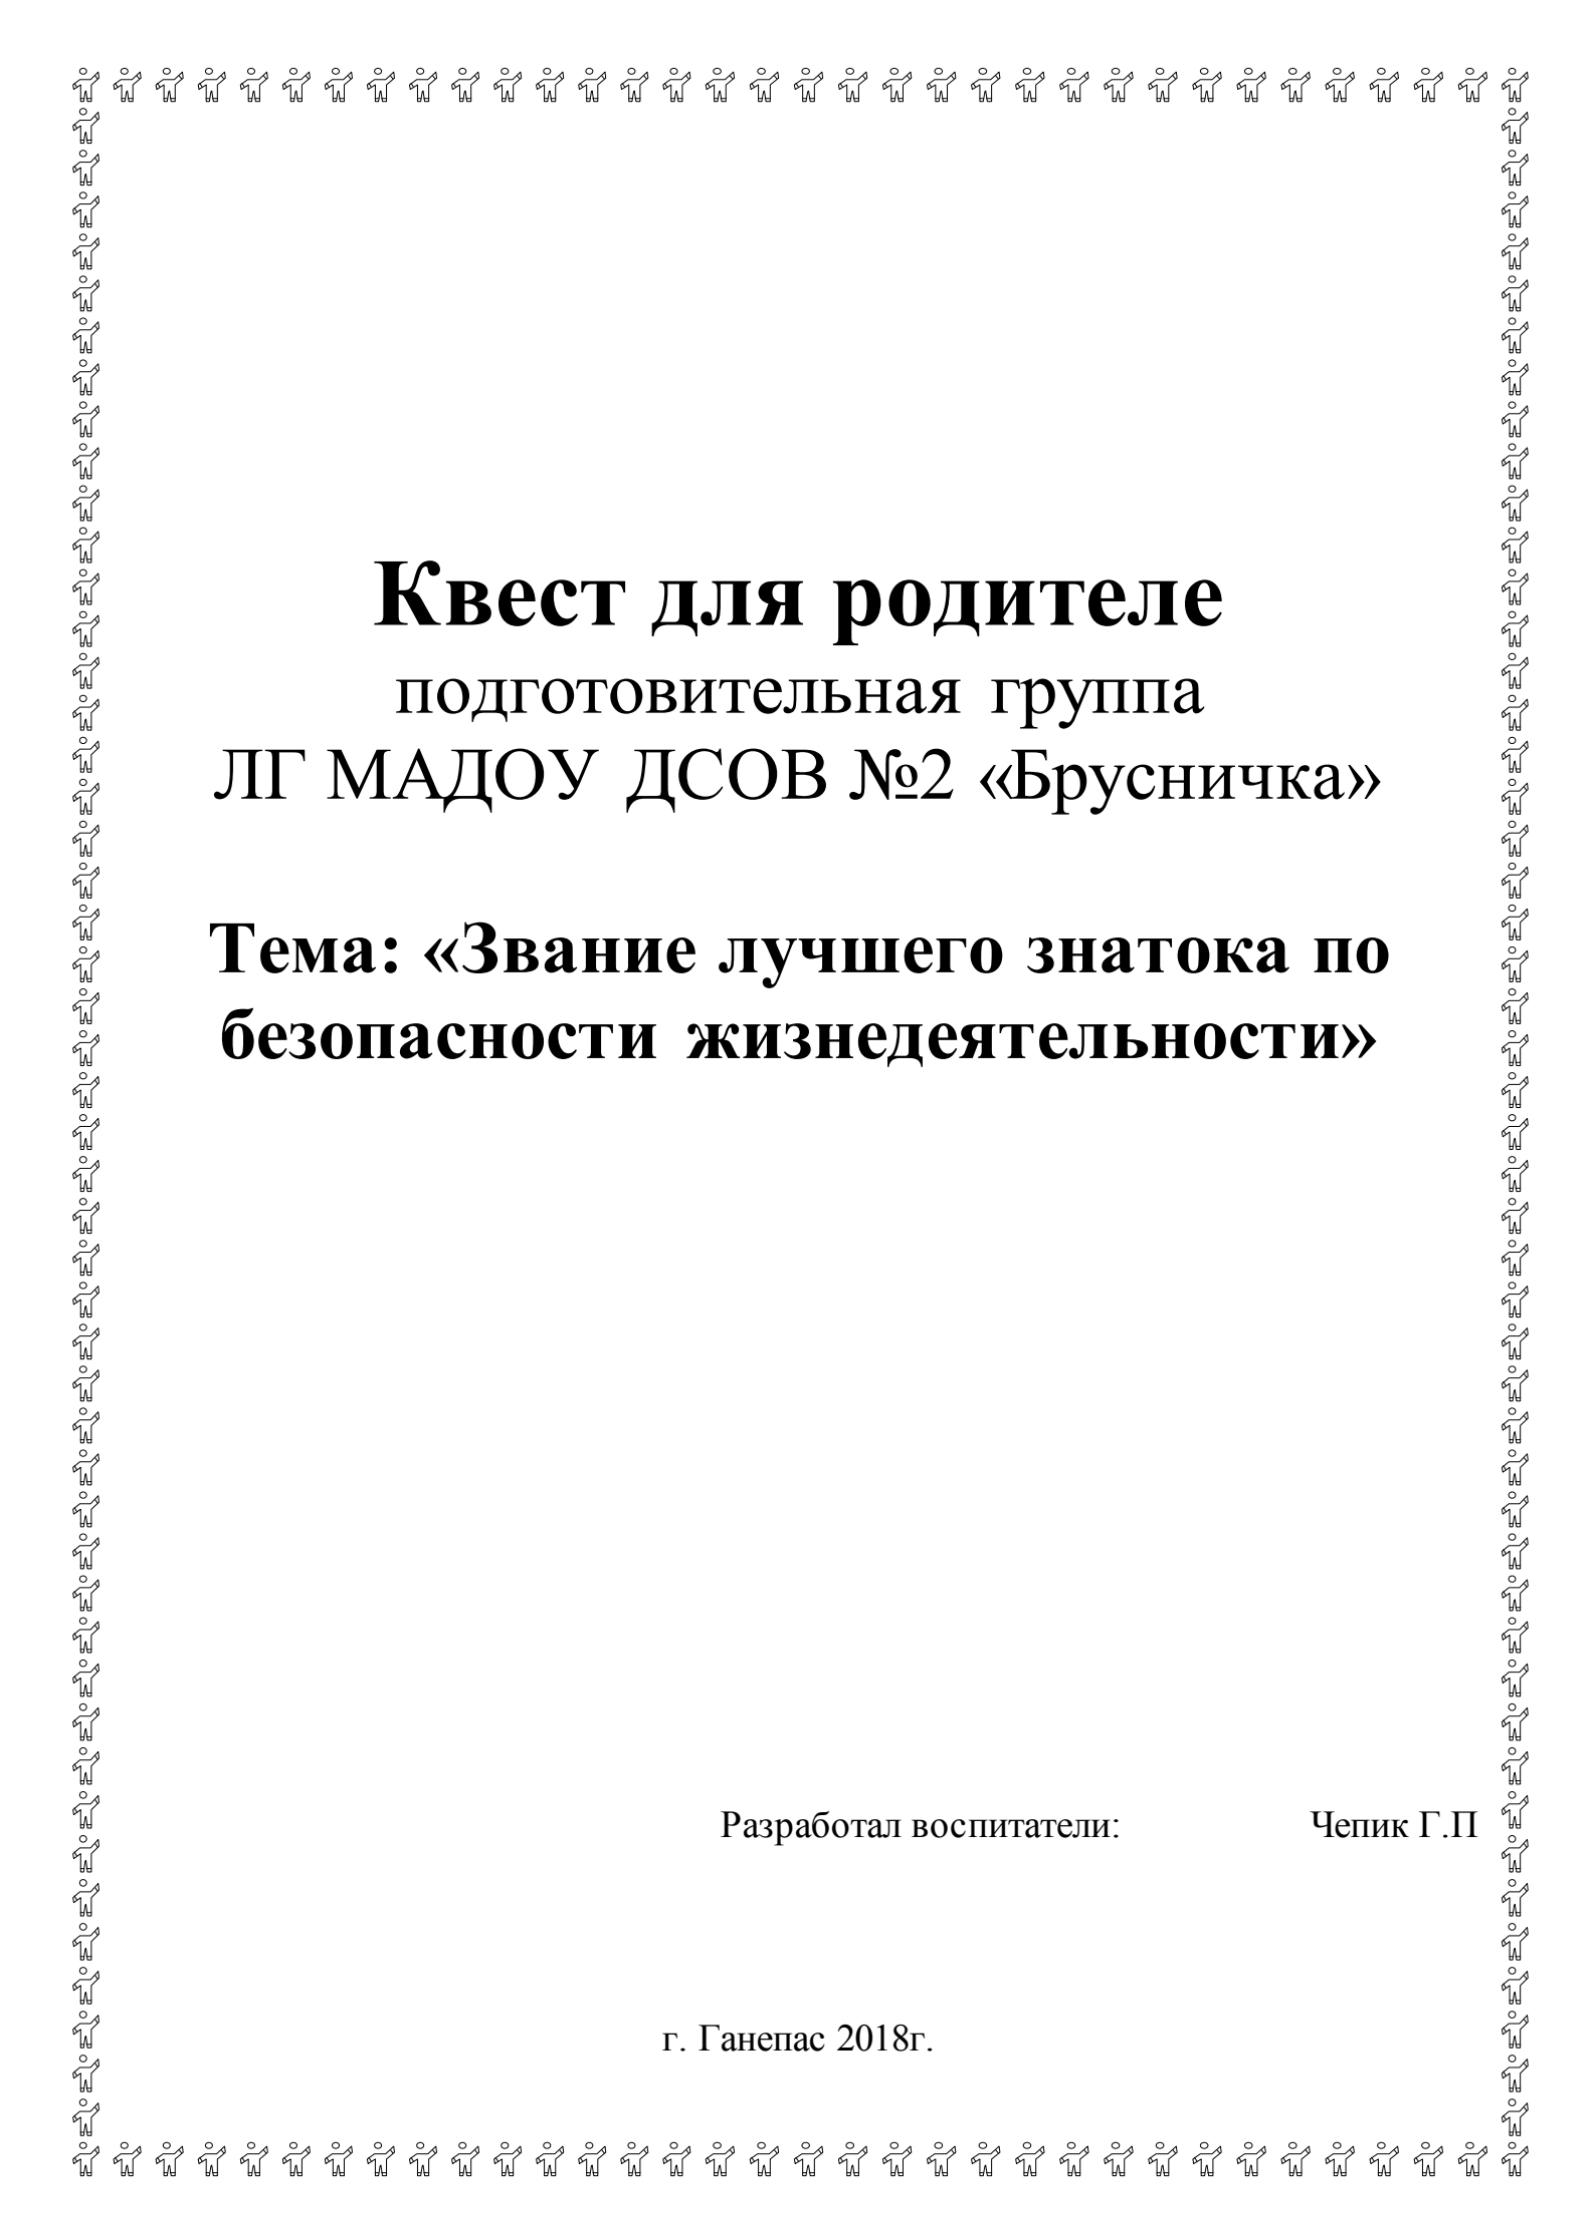 Квест для родителе
подготовительная группа
ЛГ МАДОУ ДСОВ №2 «Брусничка»
Тема: «Звание лучшего знатока по
безопасности жизнедеятельности»
Разработал воспитатели: Чепик Г.П
г. Ганепас 2018г.